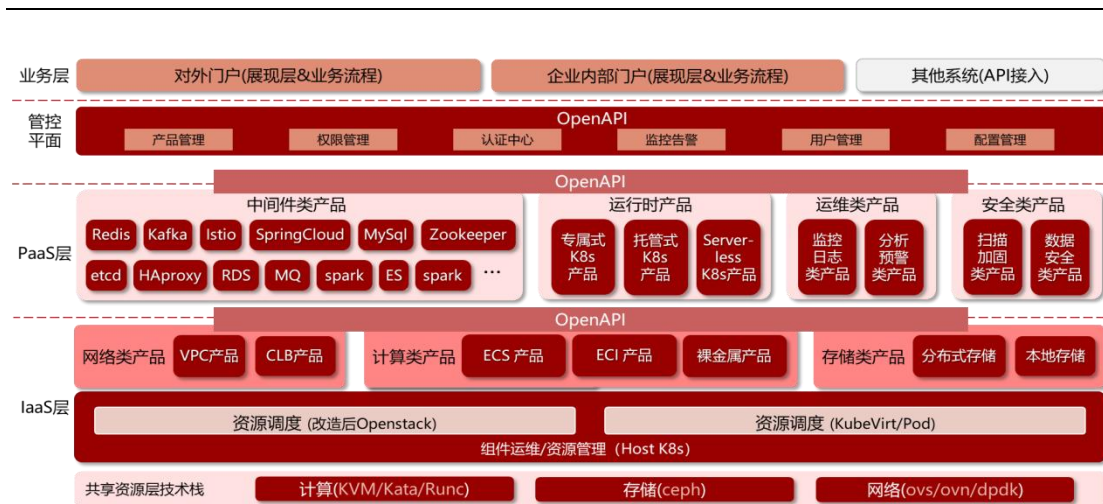 业务层
对外门户(展现层&业务流程)
企业内部门户(展现层&业务流程)
其他系统(API接入)
管控
平面
OpenAPI
产品管理
权限管理
认证中心
监控告警
用户管理
配置管理
OpenAPI
PaaS层
中间件类产品
Redis
Kafka
Istio
SpringCloud
MySql
Zookeeper
etcd
HAproxy
RDS
MQ
spark
ES
spark
...
运行时产品
专属式
K8s
产品
托管式
K8s
产品
Server-
less
K8s产品
运维类产品
监控
日志
类产品
分析
预警
类产品
安全类产品
扫描
加固
类产品
数据
安全
类产品
OpenAPI
IaaS层
网络类产品
VPC产品
CLB产品
计算类产品
ECS 产品
ECI 产品
裸金属产品
存储类产品
分布式存储
本地存储
资源调度 (改造后Openstack)
资源调度 (KubeVirt/Pod)
组件运维/资源管理（Host K8s）
共享资源层技术栈
计算(KVM/Kata/Runc)
存储(ceph)
网络(ovs/ovn/dpdk)